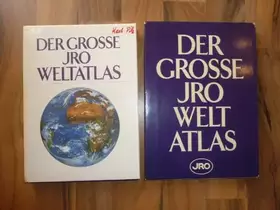 DER GROSSE
JRO
WELTATLAS
DER
GROSSE
JRO
WELT
ATLAS
JRO